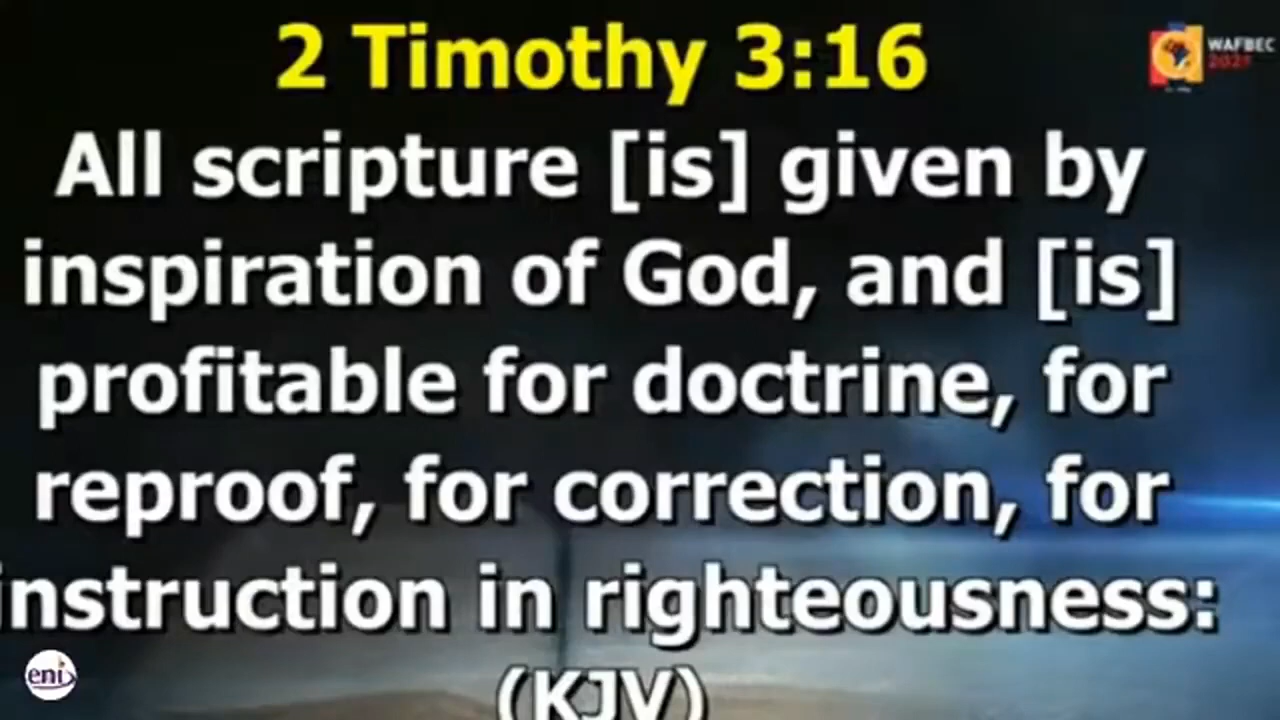 2 Timothy 3:16
WAFBEC
All scripture [is] given by
inspiration of God, and [is]
profitable for doctrine, for
reproof, for correction, for
instruction in righteousness:
(KJV)
eni